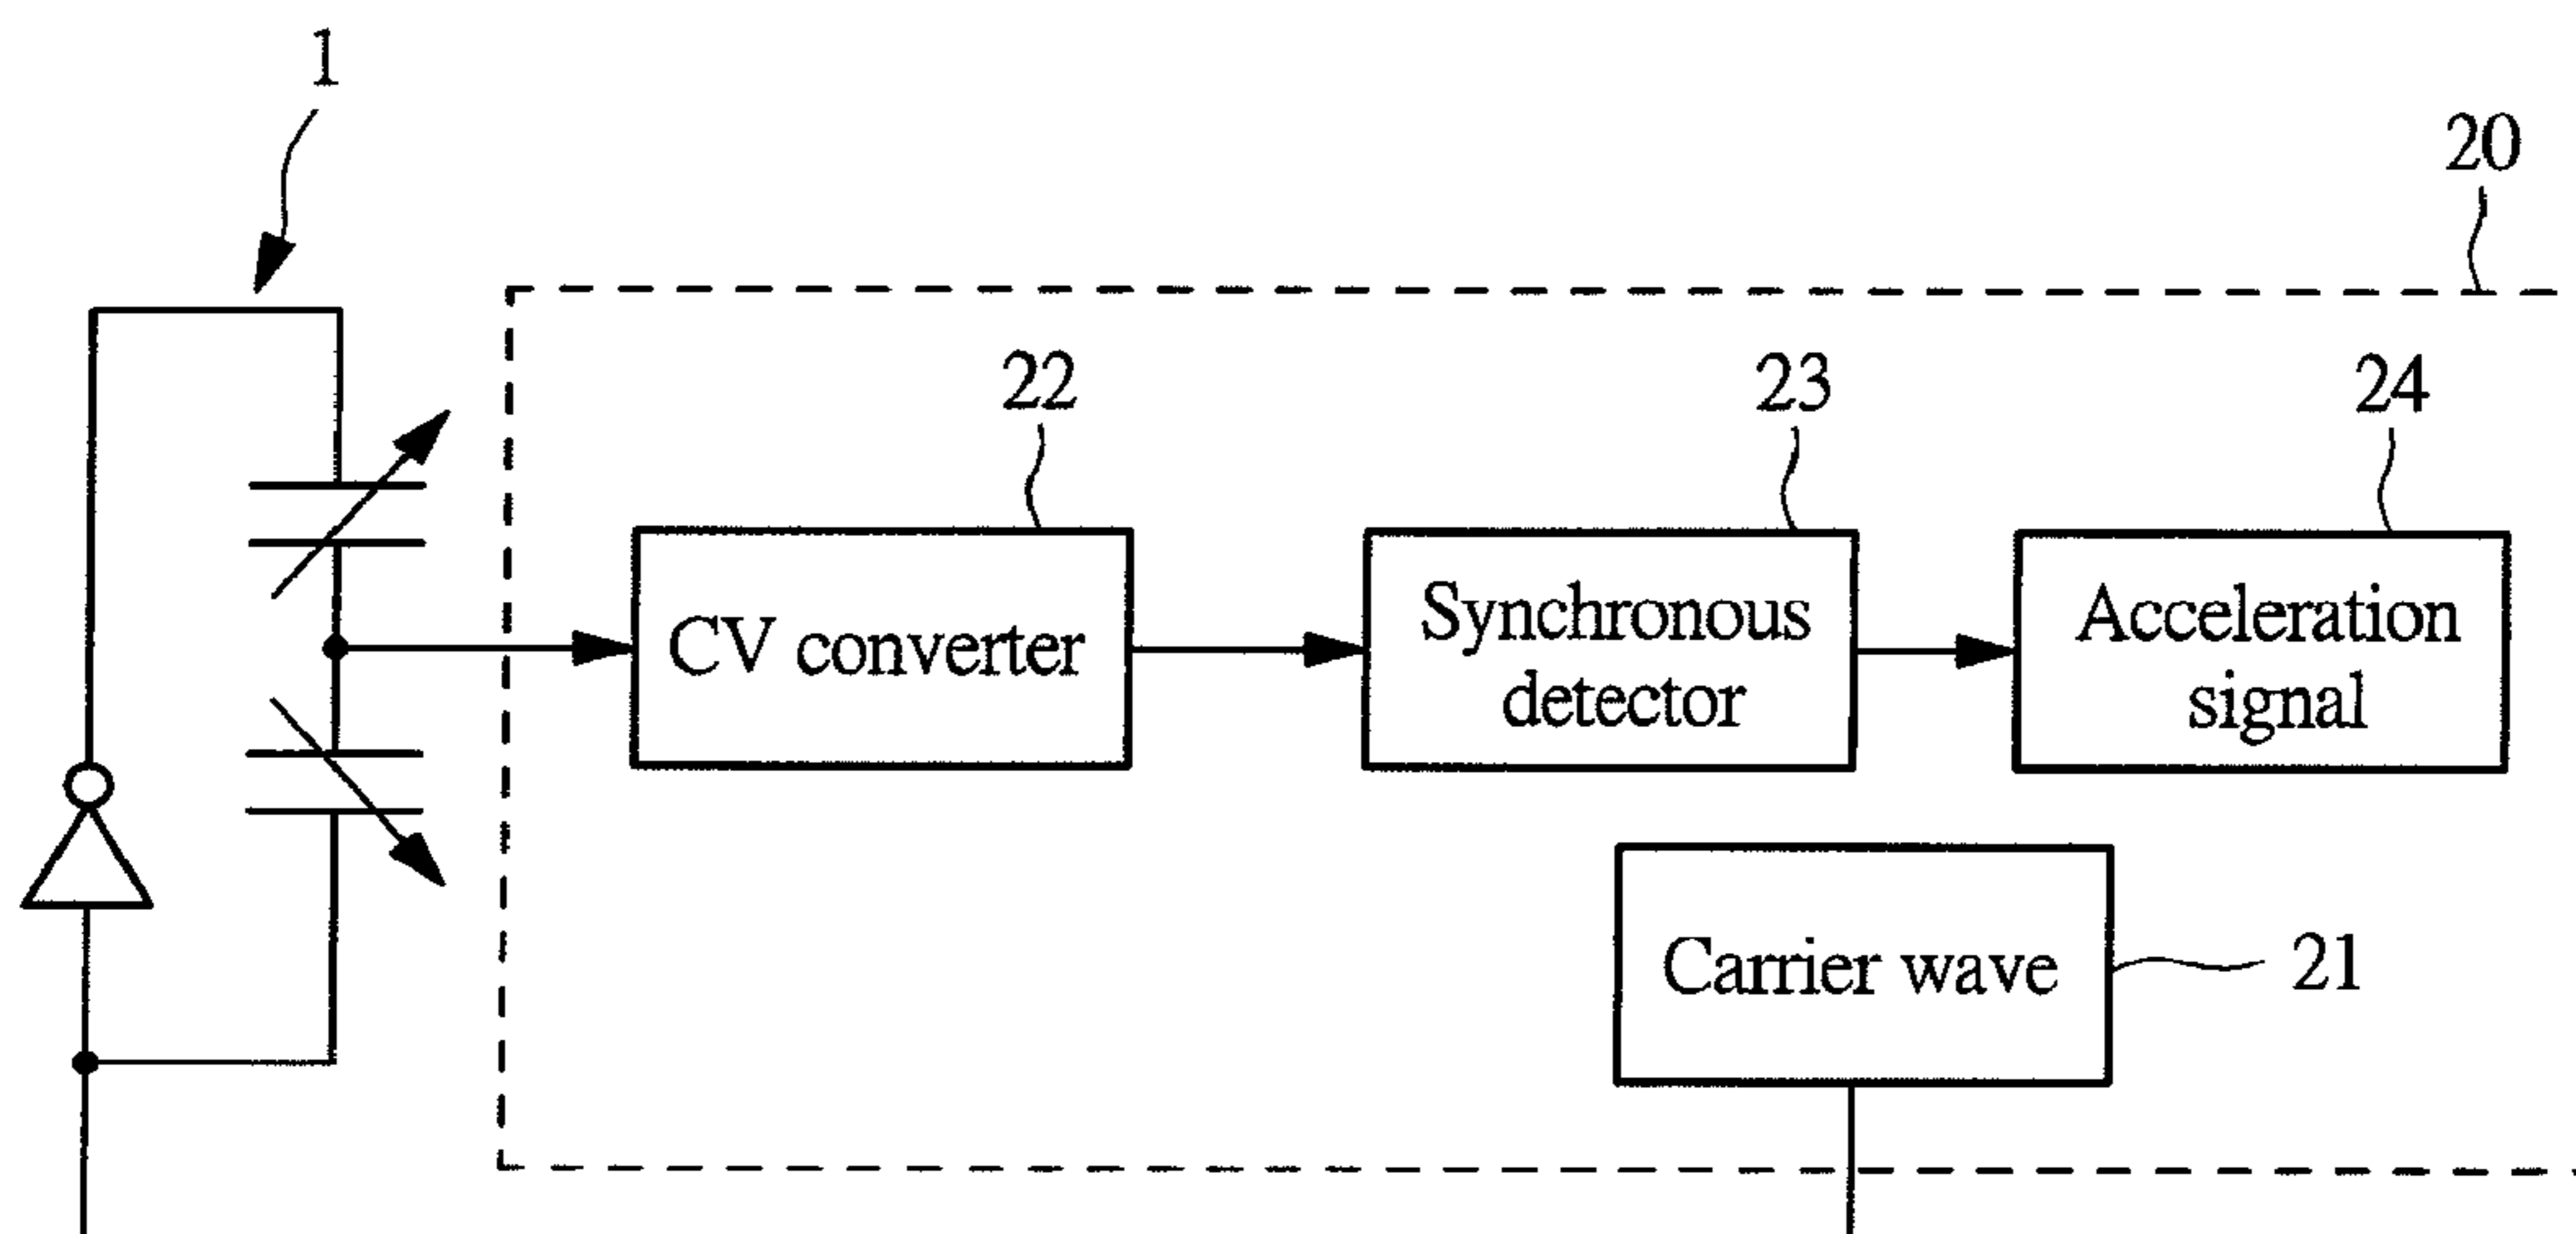 1
20
22
23
24
CV converter
Synchronous
detector
Acceleration
signal
Carrier wave
21